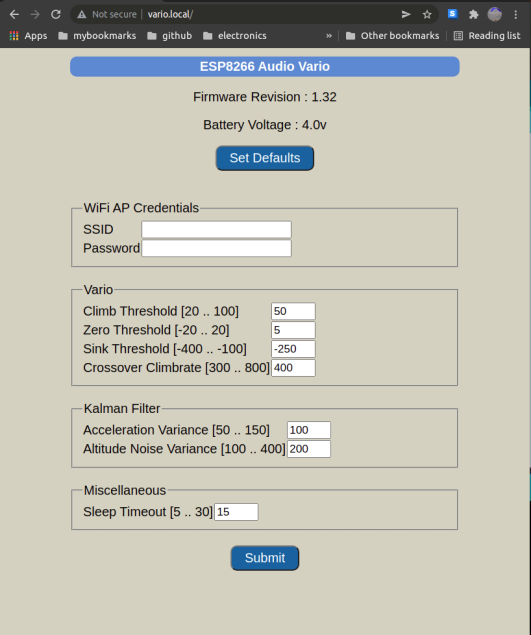 Not secure | vario.local/
Apps mybookmarks github electronics » Other bookmarks Reading list
ESP8266 Audio Vario
Firmware Revision : 1.32
Battery Voltage : 4.0v
Set Defaults
WiFi AP Credentials
SSID
Password
Vario
Climb Threshold [20 .. 100] 50
Zero Threshold [-20 .. 20] 5
Sink Threshold [-400 .. -100] -250
Crossover Climbrate [300 .. 800] 400
Kalman Filter
Acceleration Variance [50 .. 150] 100
Altitude Noise Variance [100 .. 400] 200
Miscellaneous
Sleep Timeout [5 .. 30] 15
Submit